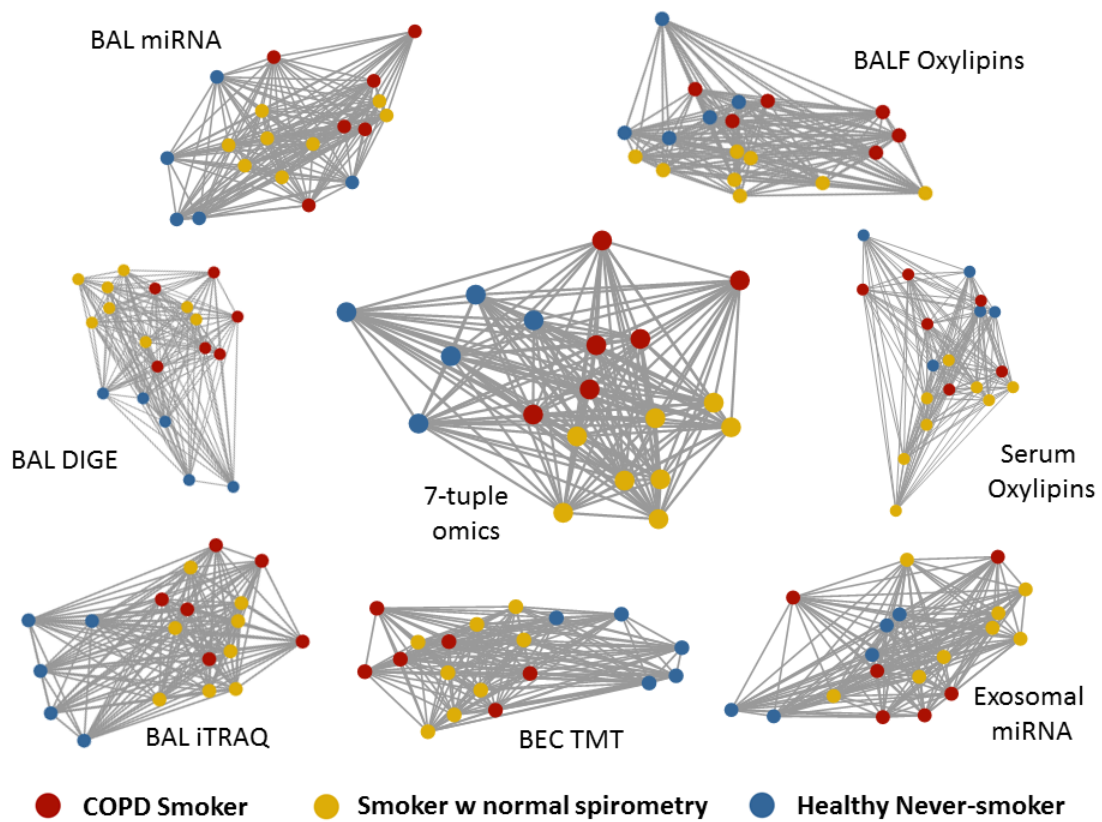 BAL miRNA
BALF Oxylipins
BAL DIGE
7-tuple
omics
Serum
Oxylipins
BAL iTRAQ
BEC TMT
Exosomal
miRNA
COPD Smoker
Smoker w normal spirometry
Healthy Never-smoker